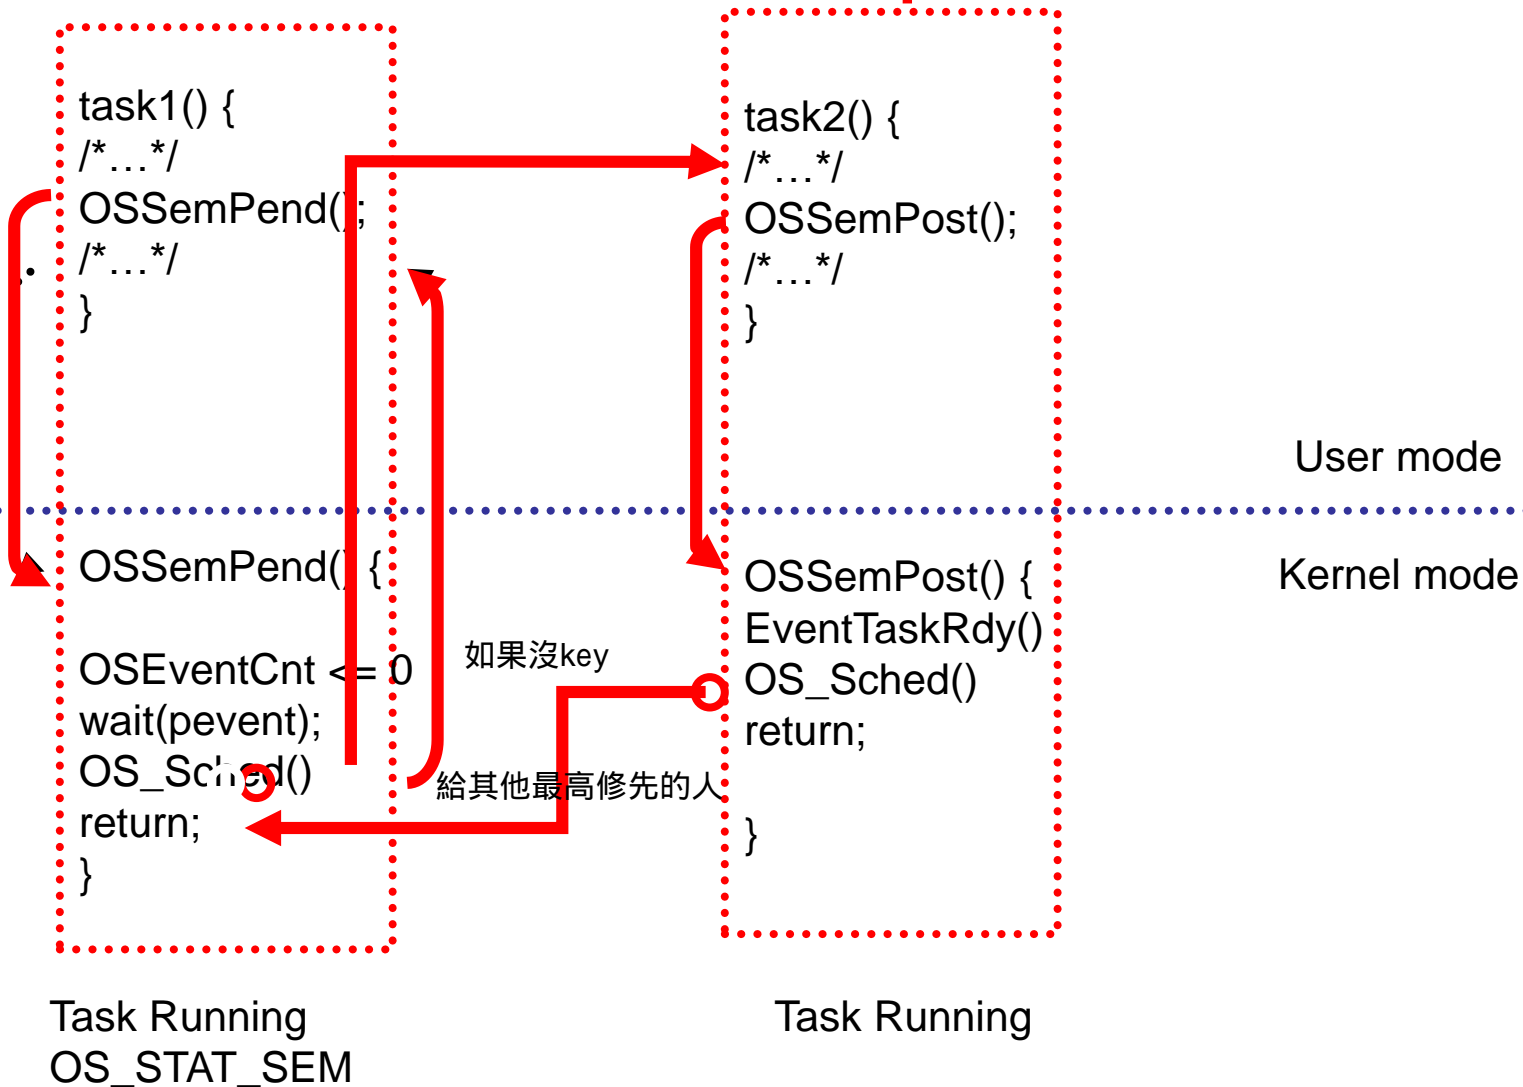 task1() {
/*…*/
OSSemPend();
/*…*/
}
task2() {
/*…*/
OSSemPost();
/*…*/
}
User mode
Kernel mode
OSSemPend() {
OSEventCnt <= 0
wait(pevent);
OS_Sched()
return;
}
如果沒key
給其他最高修先的人
OSSemPost() {
EventTaskRdy()
OS_Sched()
return;
}
Task Running
OS_STAT_SEM
Task Running